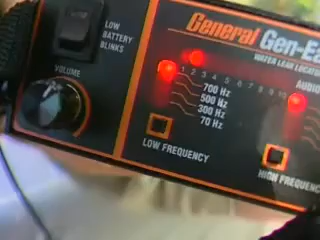 LOW
BATTERY
BLINKS
VOLUME
General Gen-Ea
WATER LEAK LOCATO
AUDIO
1 2 3 4 5 6 7 8 9 10
700 Hz
500 Hz
300 Hz
70 Hz
LOW FREQUENCY
HIGH FREQUENC